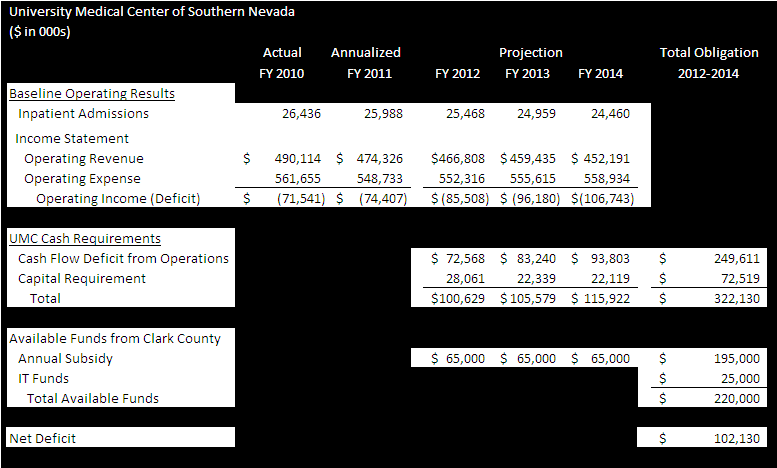 University Medical Center of Southern Nevada
($ in 000s)
Actual Annualized Projection Total Obligation
FY 2010 FY 2011 FY 2012 FY 2013 FY 2014 2012-2014
Baseline Operating Results
Inpatient Admissions 26,436 25,988 25,468 24,959 24,460
Income Statement
Operating Revenue $ 490,114 $ 474,326 $466,808 $459,435 $ 452,191
Operating Expense 561,655 548,733 552,316 555,615 558,934
Operating Income (Deficit) $ (71,541) $ (74,407) $ (85,508) $ (96,180) $(106,743)
UMC Cash Requirements
Cash Flow Deficit from Operations $ 72,568 $ 83,240 $ 93,803 $ 249,611
Capital Requirement 28,061 22,339 22,119 $ 72,519
Total $100,629 $105,579 $ 115,922 $ 322,130
Available Funds from Clark County
Annual Subsidy $ 65,000 $ 65,000 $ 65,000 $ 195,000
IT Funds $ 25,000
Total Available Funds $ 220,000
Net Deficit $ 102,130